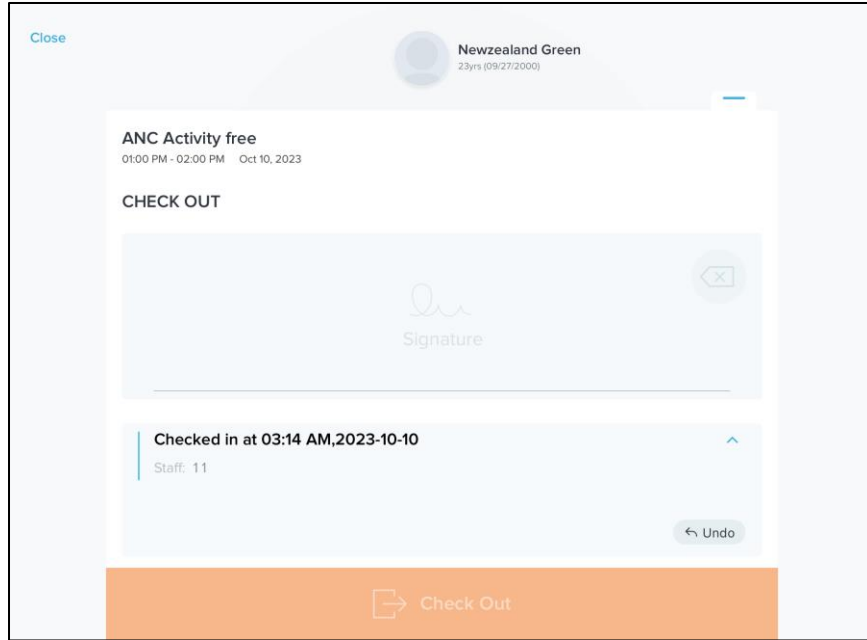 Close
Newzealand Green
23yrs (09/27/2000)
ANC Activity free
01:00 PM - 02:00 PM Oct 10, 2023
CHECK OUT
Signature
Checked in at 03:14 AM,2023-10-10
Staff: 11
Undo
Check Out